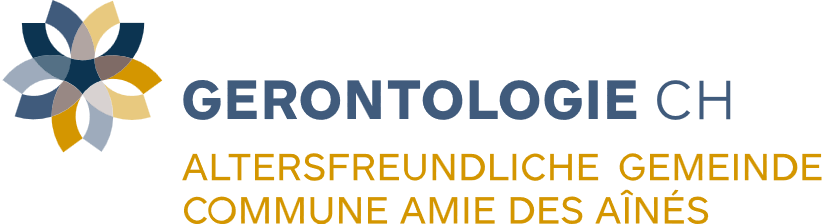 GERONTOLOGIE CH
ALTERSFREUNDLICHE GEMEINDE
COMMUNE AMIE DES AÎNÉS